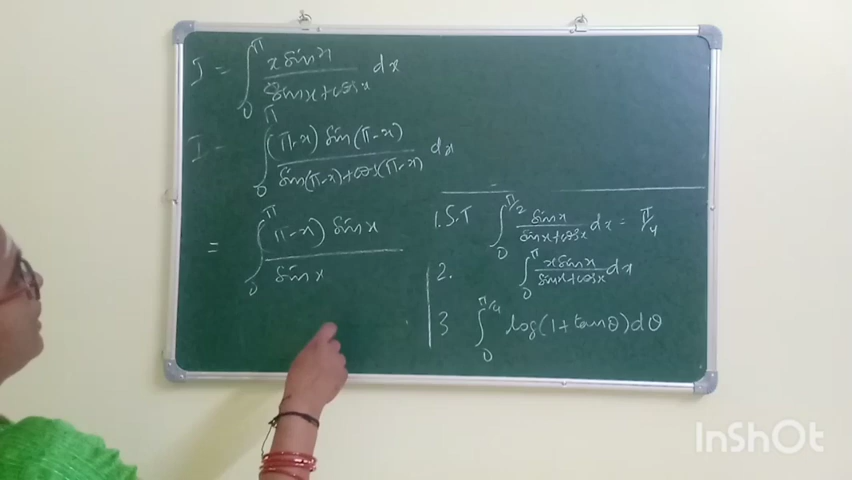 I = ∫₀^π x sin x / sin x + cos x dx
I = ∫₀^π (π-x) sin(π-x) / sin(π-x) + cos(π-x) dx
= ∫₀^π (π-x) sin x / sin x
1. S.T ∫₀^π/2 sin x / sin x + cos x dx = π/4
2. ∫₀^π x sin x / sin x + cos x dx
3 ∫₀^π/4 log(1 + tan θ) dθ
InShOt